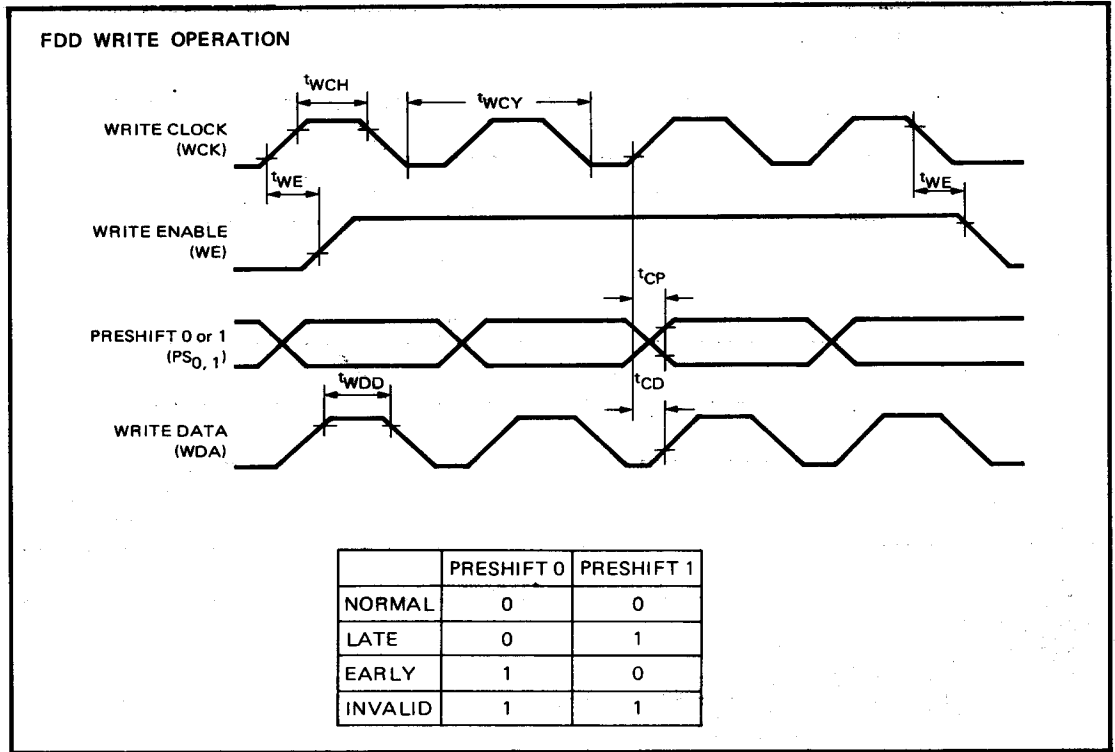 FDD WRITE OPERATION
tWCH
tWCY
WRITE CLOCK
(WCK)
tWE
tWE
WRITE ENABLE
(WE)
tCP
PRESHIFT 0 or 1
(PS0, 1)
tWDD
tCD
WRITE DATA
(WDA)
PRESHIFT 0 PRESHIFT 1
NORMAL 0 0
LATE 0 1
EARLY 1 0
INVALID 1 1